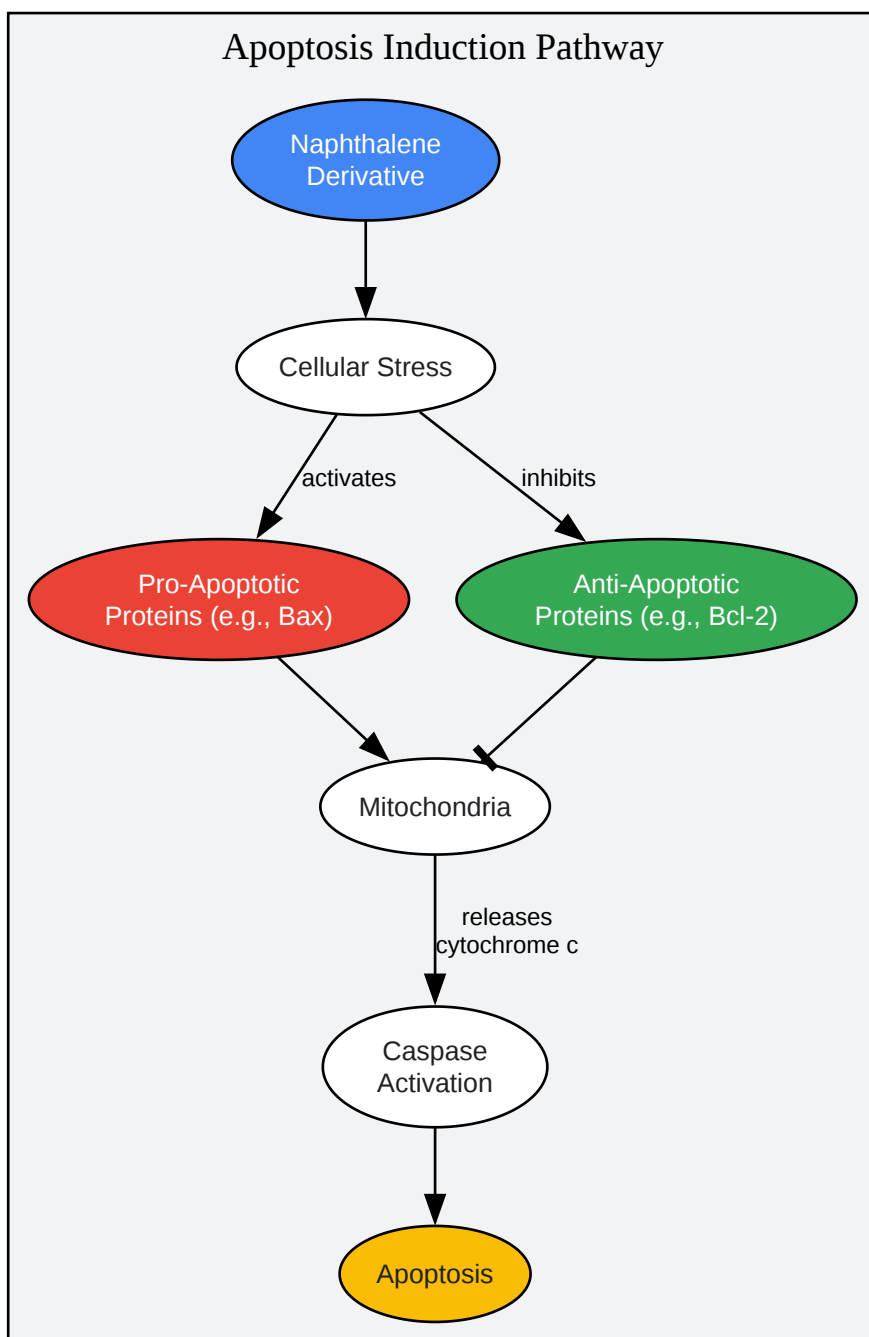 Apoptosis Induction Pathway
Naphthalene
Derivative
Cellular Stress
activates
inhibits
Pro-Apoptotic
Proteins (e.g., Bax)
Anti-Apoptotic
Proteins (e.g., Bcl-2)
Mitochondria
releases
cytochrome c
Caspase
Activation
Apoptosis